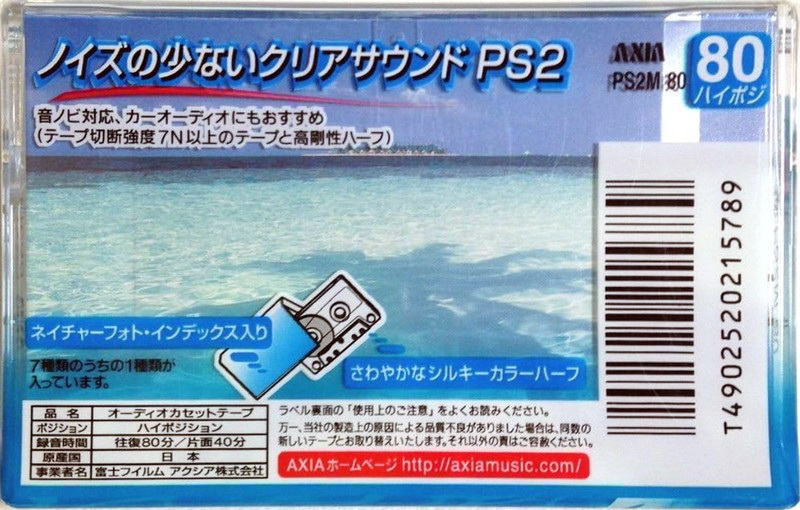 ノイズの少ないクリアサウンド PS2
AXIA
PS2M 80
80
ハイポジ
音ノビ対応、カーオーディオにもおすすめ
(テープ切断強度7N以上のテープと高剛性ハーフ)
T4902520215789
ネイチャーフォト・インデックス入り
7種類のうちの1種類が
入っています。
さわやかなシルキーカラーハーフ
品 名 オーディオカセットテープ
ポジション ハイポジション
録音時間 往復80分/片面40分
原産国 日 本
事業者名 富士フイルム アクシア株式会社
ラベル裏面の「使用上のご注意」をよくお読みください。
万一、当社の製造上の原因による品質不良がありました場合は、同数の
新しいテープとお取り替えいたします。それ以外の責はご容赦ください。
AXIAホームページ http://axiamusic.com/